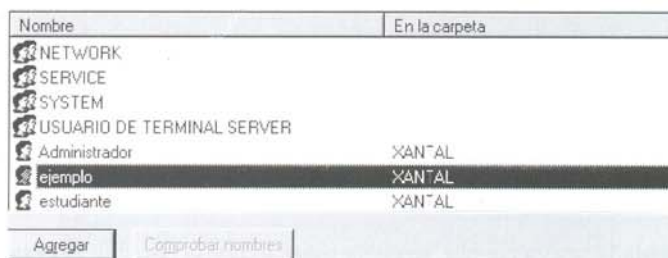 Nombre En la carpeta
NETWORK
SERVICE
SYSTEM
USUARIO DE TERMINAL SERVER
Administrador XANTAL
ejemplo XANTAL
estudiante XANTAL
Agregar Comprobar nombres